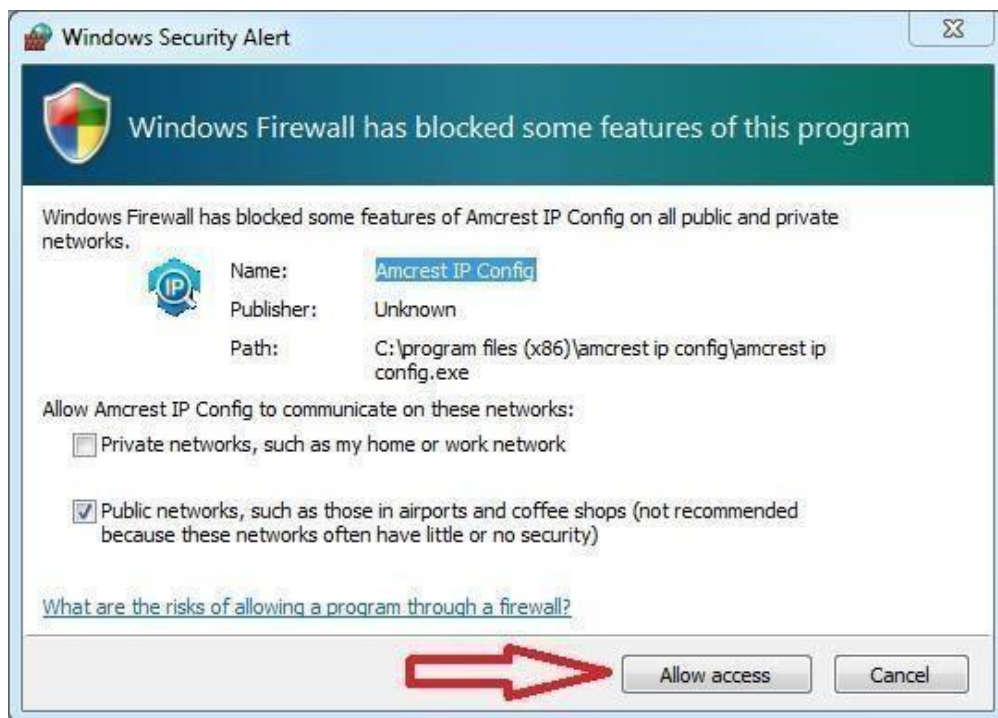 Windows Security Alert
Windows Firewall has blocked some features of this program
Windows Firewall has blocked some features of Amcrest IP Config on all public and private
networks.
IP
Name: Amcrest IP Config
Publisher: Unknown
Path: C:\program files (x86)\amcrest ip config\amcrest ip
config.exe
Allow Amcrest IP Config to communicate on these networks:
Private networks, such as my home or work network
Public networks, such as those in airports and coffee shops (not recommended
because these networks often have little or no security)
What are the risks of allowing a program through a firewall?
Allow access Cancel